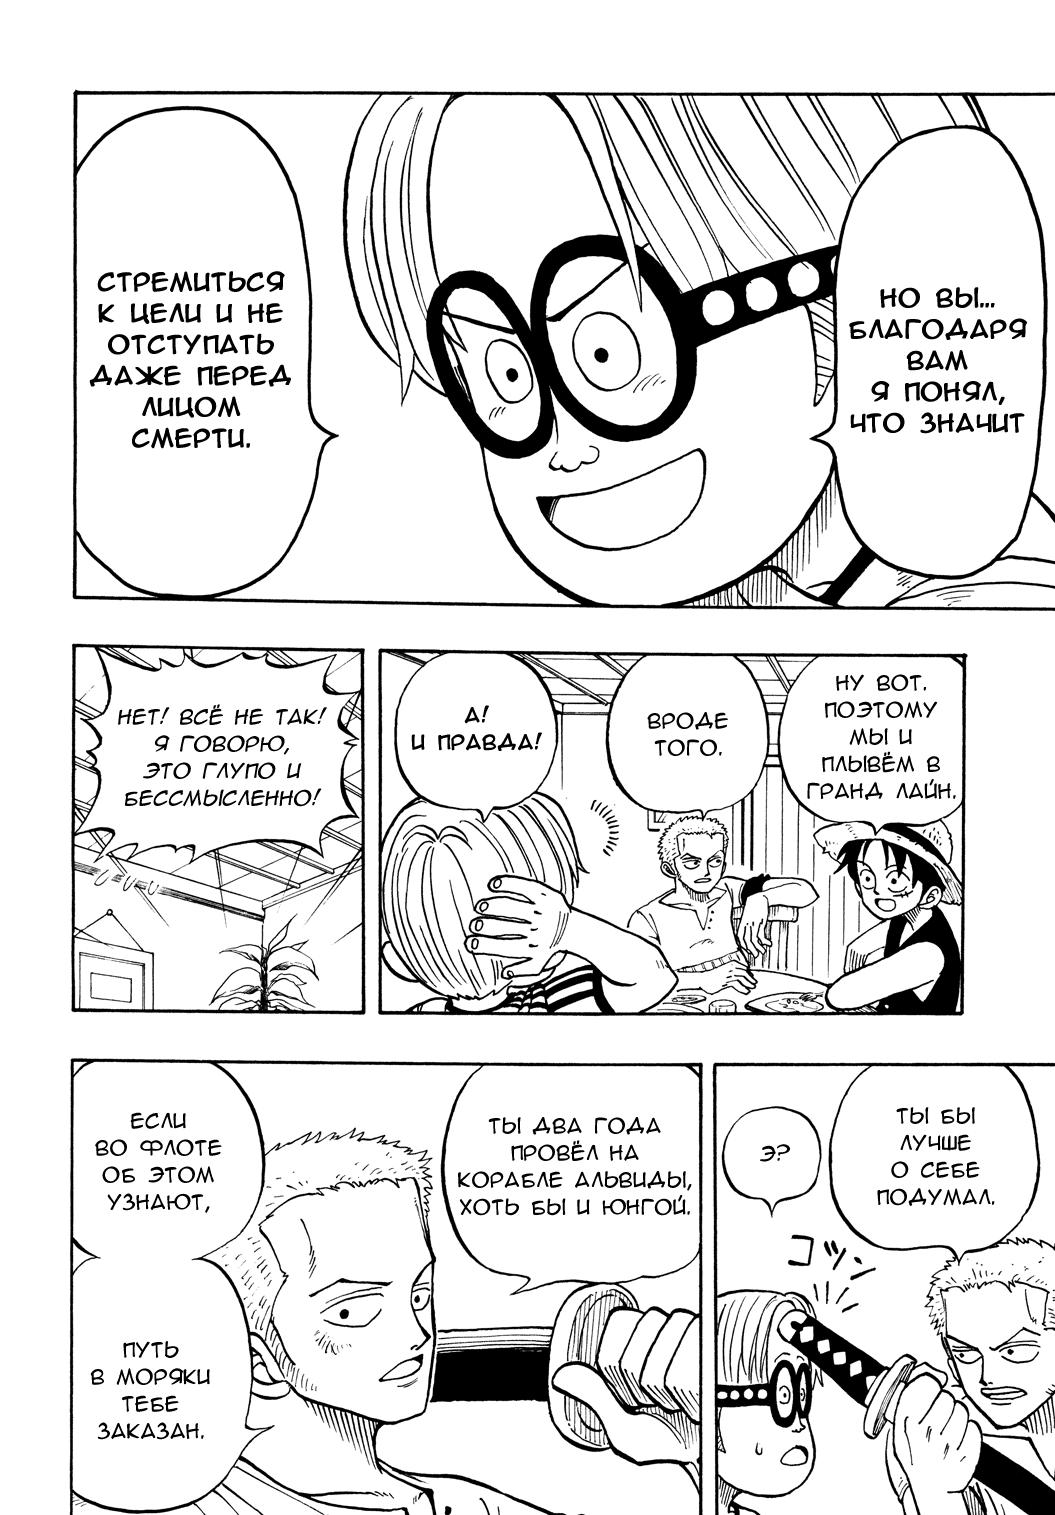 НО ВЫ...
БЛАГОДАРЯ
ВАМ
Я ПОНЯЛ,
ЧТО ЗНАЧИТ
СТРЕМИТЬСЯ
К ЦЕЛИ И НЕ
ОТСТУПАТЬ
ДАЖЕ ПЕРЕД
ЛИЦОМ
СМЕРТИ.
НУ ВОТ.
ПОЭТОМУ
МЫ И
ПЛЫВЁМ В
ГРАНД ЛАЙН.
ВРОДЕ
ТОГО.
А!
И ПРАВДА!
НЕТ! ВСЁ НЕ ТАК!
Я ГОВОРЮ,
ЭТО ГЛУПО И
БЕССМЫСЛЕННО!
ТЫ БЫ
ЛУЧШЕ
О СЕБЕ
ПОДУМАЛ.
Э?
コツン
ТЫ ДВА ГОДА
ПРОВЁЛ НА
КОРАБЛЕ АЛЬВИДЫ,
ХОТЬ БЫ И ЮНГОЙ.
ЕСЛИ
ВО ФЛОТЕ
ОБ ЭТОМ
УЗНАЮТ,
ПУТЬ
В МОРЯКИ
ТЕБЕ
ЗАКАЗАН.